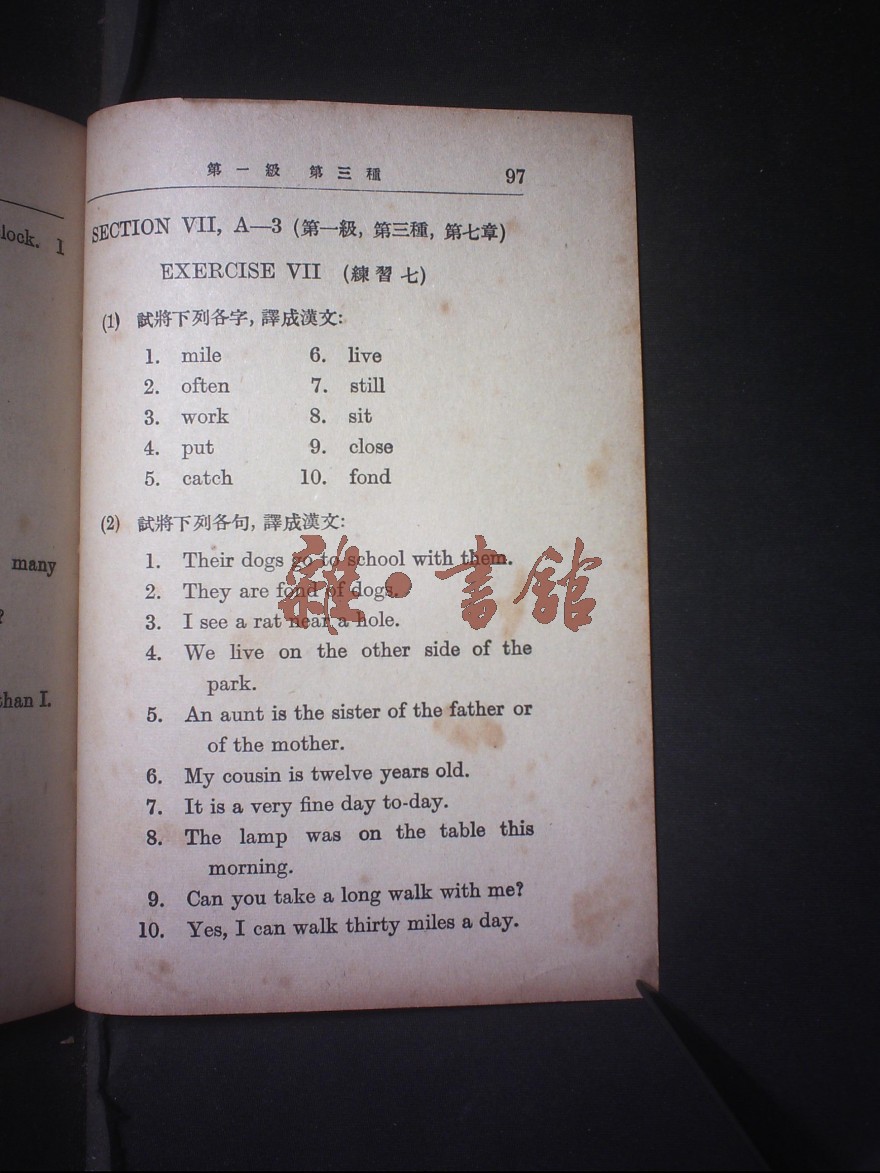 lock. I
many
?
than I.
第一級 第三種 97
SECTION VII, A—3 (第一級, 第三種, 第七章)
EXERCISE VII (練習七)
(1) 試將下列各字, 譯成漢文:
1. mile 6. live
2. often 7. still
3. work 8. sit
4. put 9. close
5. catch 10. fond
(2) 試將下列各句, 譯成漢文:
1. Their dogs go to school with them.
2. They are fond of dogs.
3. I see a rat near a hole.
4. We live on the other side of the
park.
5. An aunt is the sister of the father or
of the mother.
6. My cousin is twelve years old.
7. It is a very fine day to-day.
8. The lamp was on the table this
morning.
9. Can you take a long walk with me?
10. Yes, I can walk thirty miles a day.
雜·書館